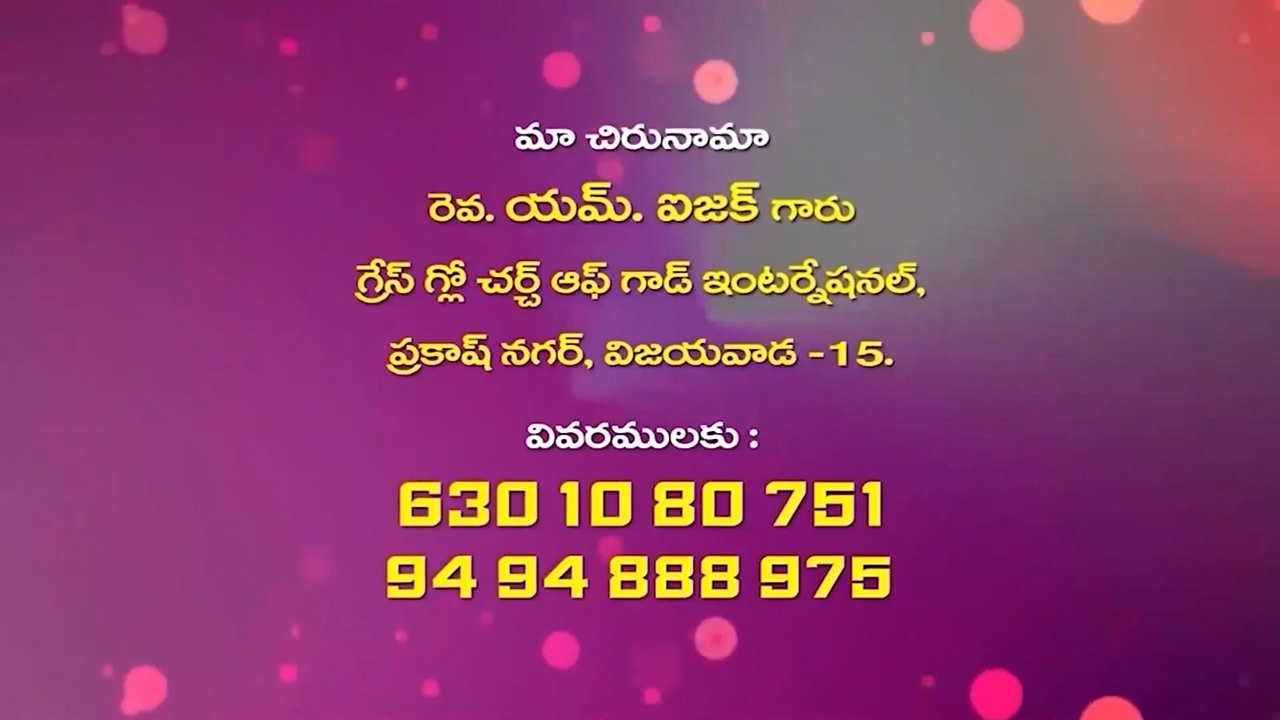 మా చిరునామా
రెవ. యమ్. ఐజక్ గారు
గ్రేస్ గ్లో చర్చ్ ఆఫ్ గాడ్ ఇంటర్నేషనల్,
ప్రకాష్ నగర్, విజయవాడ -15.
వివరములకు :
630 10 80 751
94 94 888 975